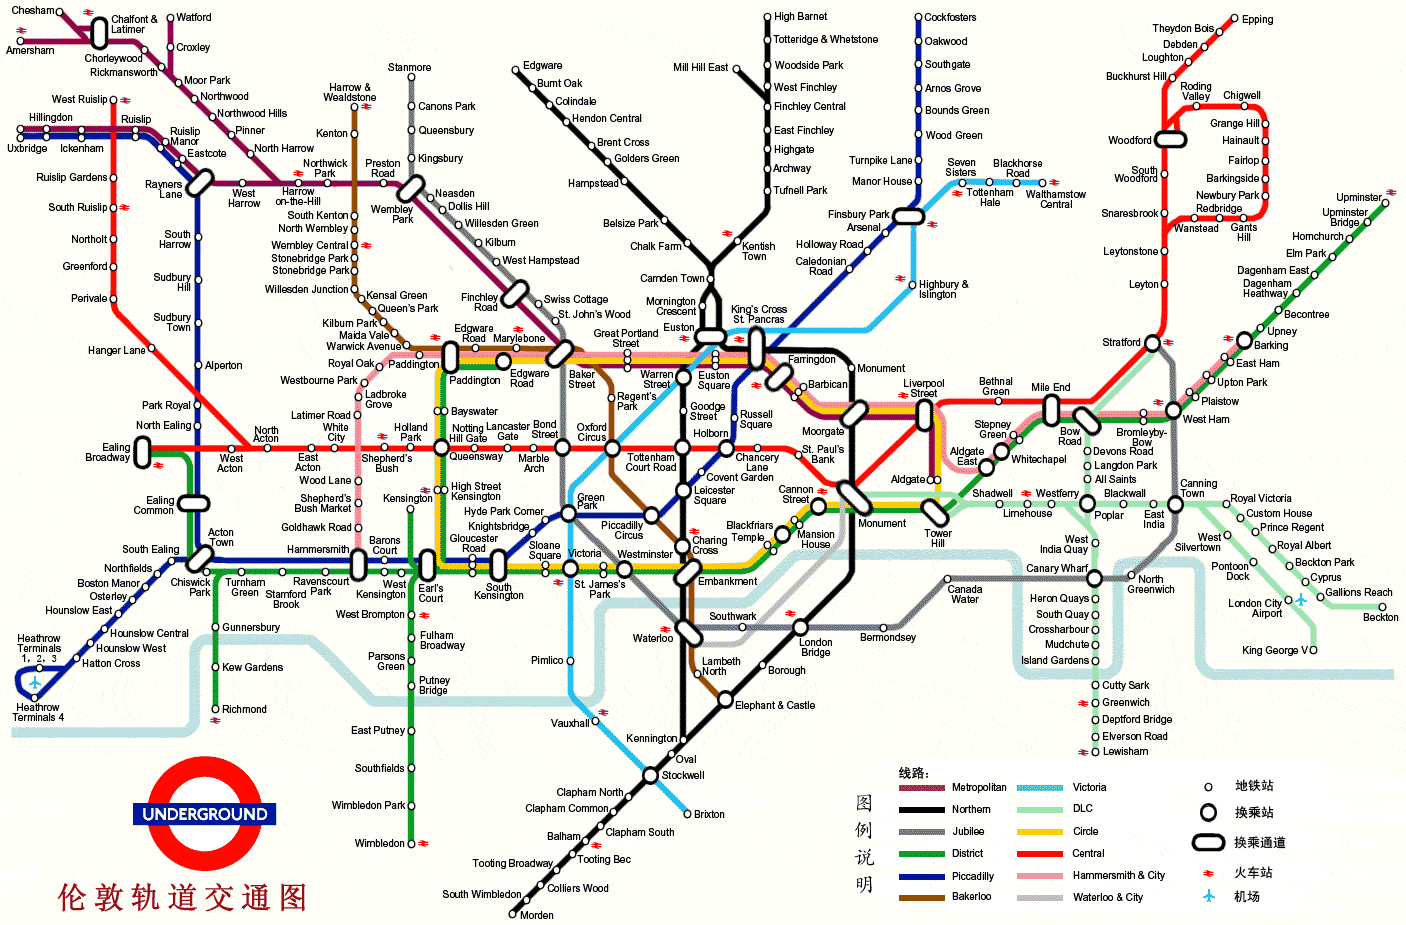 Chesham
Chalfont &
Latimer
Watford
Amersham
Croxley
Chorleywood
Rickmansworth
Moor Park
Northwood
Northwood Hills
Pinner
North Harrow
West Ruislip
Hillingdon
Ruislip
Ruislip
Manor
Eastcote
Uxbridge
Ickenham
Rayners
Lane
West
Harrow
Harrow
on-the-Hill
Northwick
Park
Preston
Road
Wembley
Park
Ruislip Gardens
South Ruislip
Northolt
Greenford
Perivale
Hanger Lane
South
Harrow
Sudbury
Hill
Sudbury
Town
Alperton
Park Royal
North Ealing
Harrow &
Wealdstone
Kenton
South Kenton
North Wembley
Wembley Central
Stonebridge Park
Stonebridge Park
Willesden Junction
Kensal Green
Queen's Park
Kilburn Park
Maida Vale
Warwick Avenue
Royal Oak
Paddington
Westbourne Park
Ladbroke
Grove
Latimer Road
White
City
Wood Lane
Shepherd's
Bush Market
Goldhawk Road
Hammersmith
Stanmore
Canons Park
Queensbury
Kingsbury
Neasden
Dollis Hill
Willesden Green
Kilburn
West Hampstead
Finchley
Road
Swiss Cottage
St. John's Wood
Edgware
Road
Marylebone
Great Portland
Street
Paddington
Edgware
Road
Baker
Street
Edgware
Burnt Oak
Colindale
Hendon Central
Brent Cross
Golders Green
Hampstead
Belsize Park
Chalk Farm
Camden Town
Mornington
Crescent
Euston
High Barnet
Totteridge & Whetstone
Mill Hill East
Woodside Park
West Finchley
Finchley Central
East Finchley
Highgate
Archway
Tufnell Park
Kentish
Town
King's Cross
St. Pancras
Cockfosters
Oakwood
Southgate
Arnos Grove
Bounds Green
Wood Green
Turnpike Lane
Manor House
Seven
Sisters
Blackhorse
Road
Tottenham
Hale
Walthamstow
Central
Finsbury Park
Arsenal
Holloway Road
Caledonian
Road
Highbury &
Islington
Epping
Theydon Bois
Debden
Loughton
Buckhurst Hill
Roding
Valley
Chigwell
Grange Hill
Hainault
Fairlop
Barkingside
Newbury Park
Redbridge
Wanstead
Gants
Hill
Woodford
South
Woodford
Snaresbrook
Leytonstone
Leyton
Stratford
Upminster
Upminster
Bridge
Hornchurch
Elm Park
Dagenham East
Dagenham
Heathway
Becontree
Upney
Barking
East Ham
Upton Park
Plaistow
West Ham
Bromley-by-
Bow
Bow
Road
Mile End
Bethnal
Green
Stepney
Green
Whitechapel
Aldgate
East
Liverpool
Street
Aldgate
Moorgate
Barbican
Farringdon
Monument
Euston
Square
Warren
Street
Goodge
Street
Russell
Square
Regent's
Park
Oxford
Circus
Bond
Street
Marble
Arch
Lancaster
Gate
Queensway
Notting
Hill Gate
Bayswater
Holland
Park
Shepherd's
Bush
East
Acton
North
Acton
West
Acton
Ealing
Broadway
Tottenham
Court Road
Holborn
Chancery
Lane
St. Paul's
Bank
Covent Garden
Leicester
Square
Cannon
Street
Monument
Mansion
House
Blackfriars
Temple
Tower
Hill
Shadwell
Limehouse
Westferry
Poplar
Blackwall
East
India
Canning
Town
Devons Road
Langdon Park
All Saints
Royal Victoria
Custom House
Prince Regent
Royal Albert
Beckton Park
Cyprus
Gallions Reach
Beckton
West
Silvertown
Pontoon
Dock
London City
Airport
King George V
West
India Quay
Canary Wharf
North
Greenwich
Heron Quays
South Quay
Crossharbour
Mudchute
Island Gardens
Cutty Sark
Greenwich
Deptford Bridge
Elverson Road
Lewisham
Canada
Water
Bermondsey
London
Bridge
Southwark
Waterloo
Borough
Elephant & Castle
Lambeth
North
Embankment
Charing
Cross
Piccadilly
Circus
Green
Park
Hyde Park Corner
Knightsbridge
Sloane
Square
Victoria
St. James's
Park
Westminster
South
Kensington
Gloucester
Road
High Street
Kensington
Kensington
Earl's
Court
Barons
Court
West
Kensington
Ealing
Common
Acton
Town
South Ealing
Northfields
Boston Manor
Osterley
Hounslow East
Hounslow Central
Hounslow West
Hatton Cross
Heathrow
Terminals
1, 2, 3
Heathrow
Terminals 4
Chiswick
Park
Turnham
Green
Stamford
Brook
Ravenscourt
Park
Gunnersbury
Kew Gardens
Richmond
West Brompton
Fulham
Broadway
Parsons
Green
Putney
Bridge
East Putney
Southfields
Wimbledon Park
Wimbledon
Pimlico
Vauxhall
Kennington
Oval
Stockwell
Brixton
Clapham North
Clapham Common
Clapham South
Balham
Tooting Bec
Tooting Broadway
Colliers Wood
South Wimbledon
Morden
UNDERGROUND
伦敦轨道交通图
图例说明
线路：
Metropolitan
Northern
Jubilee
District
Piccadilly
Bakerloo
Victoria
DLC
Circle
Central
Hammersmith & City
Waterloo & City
地铁站
换乘站
换乘通道
火车站
机场